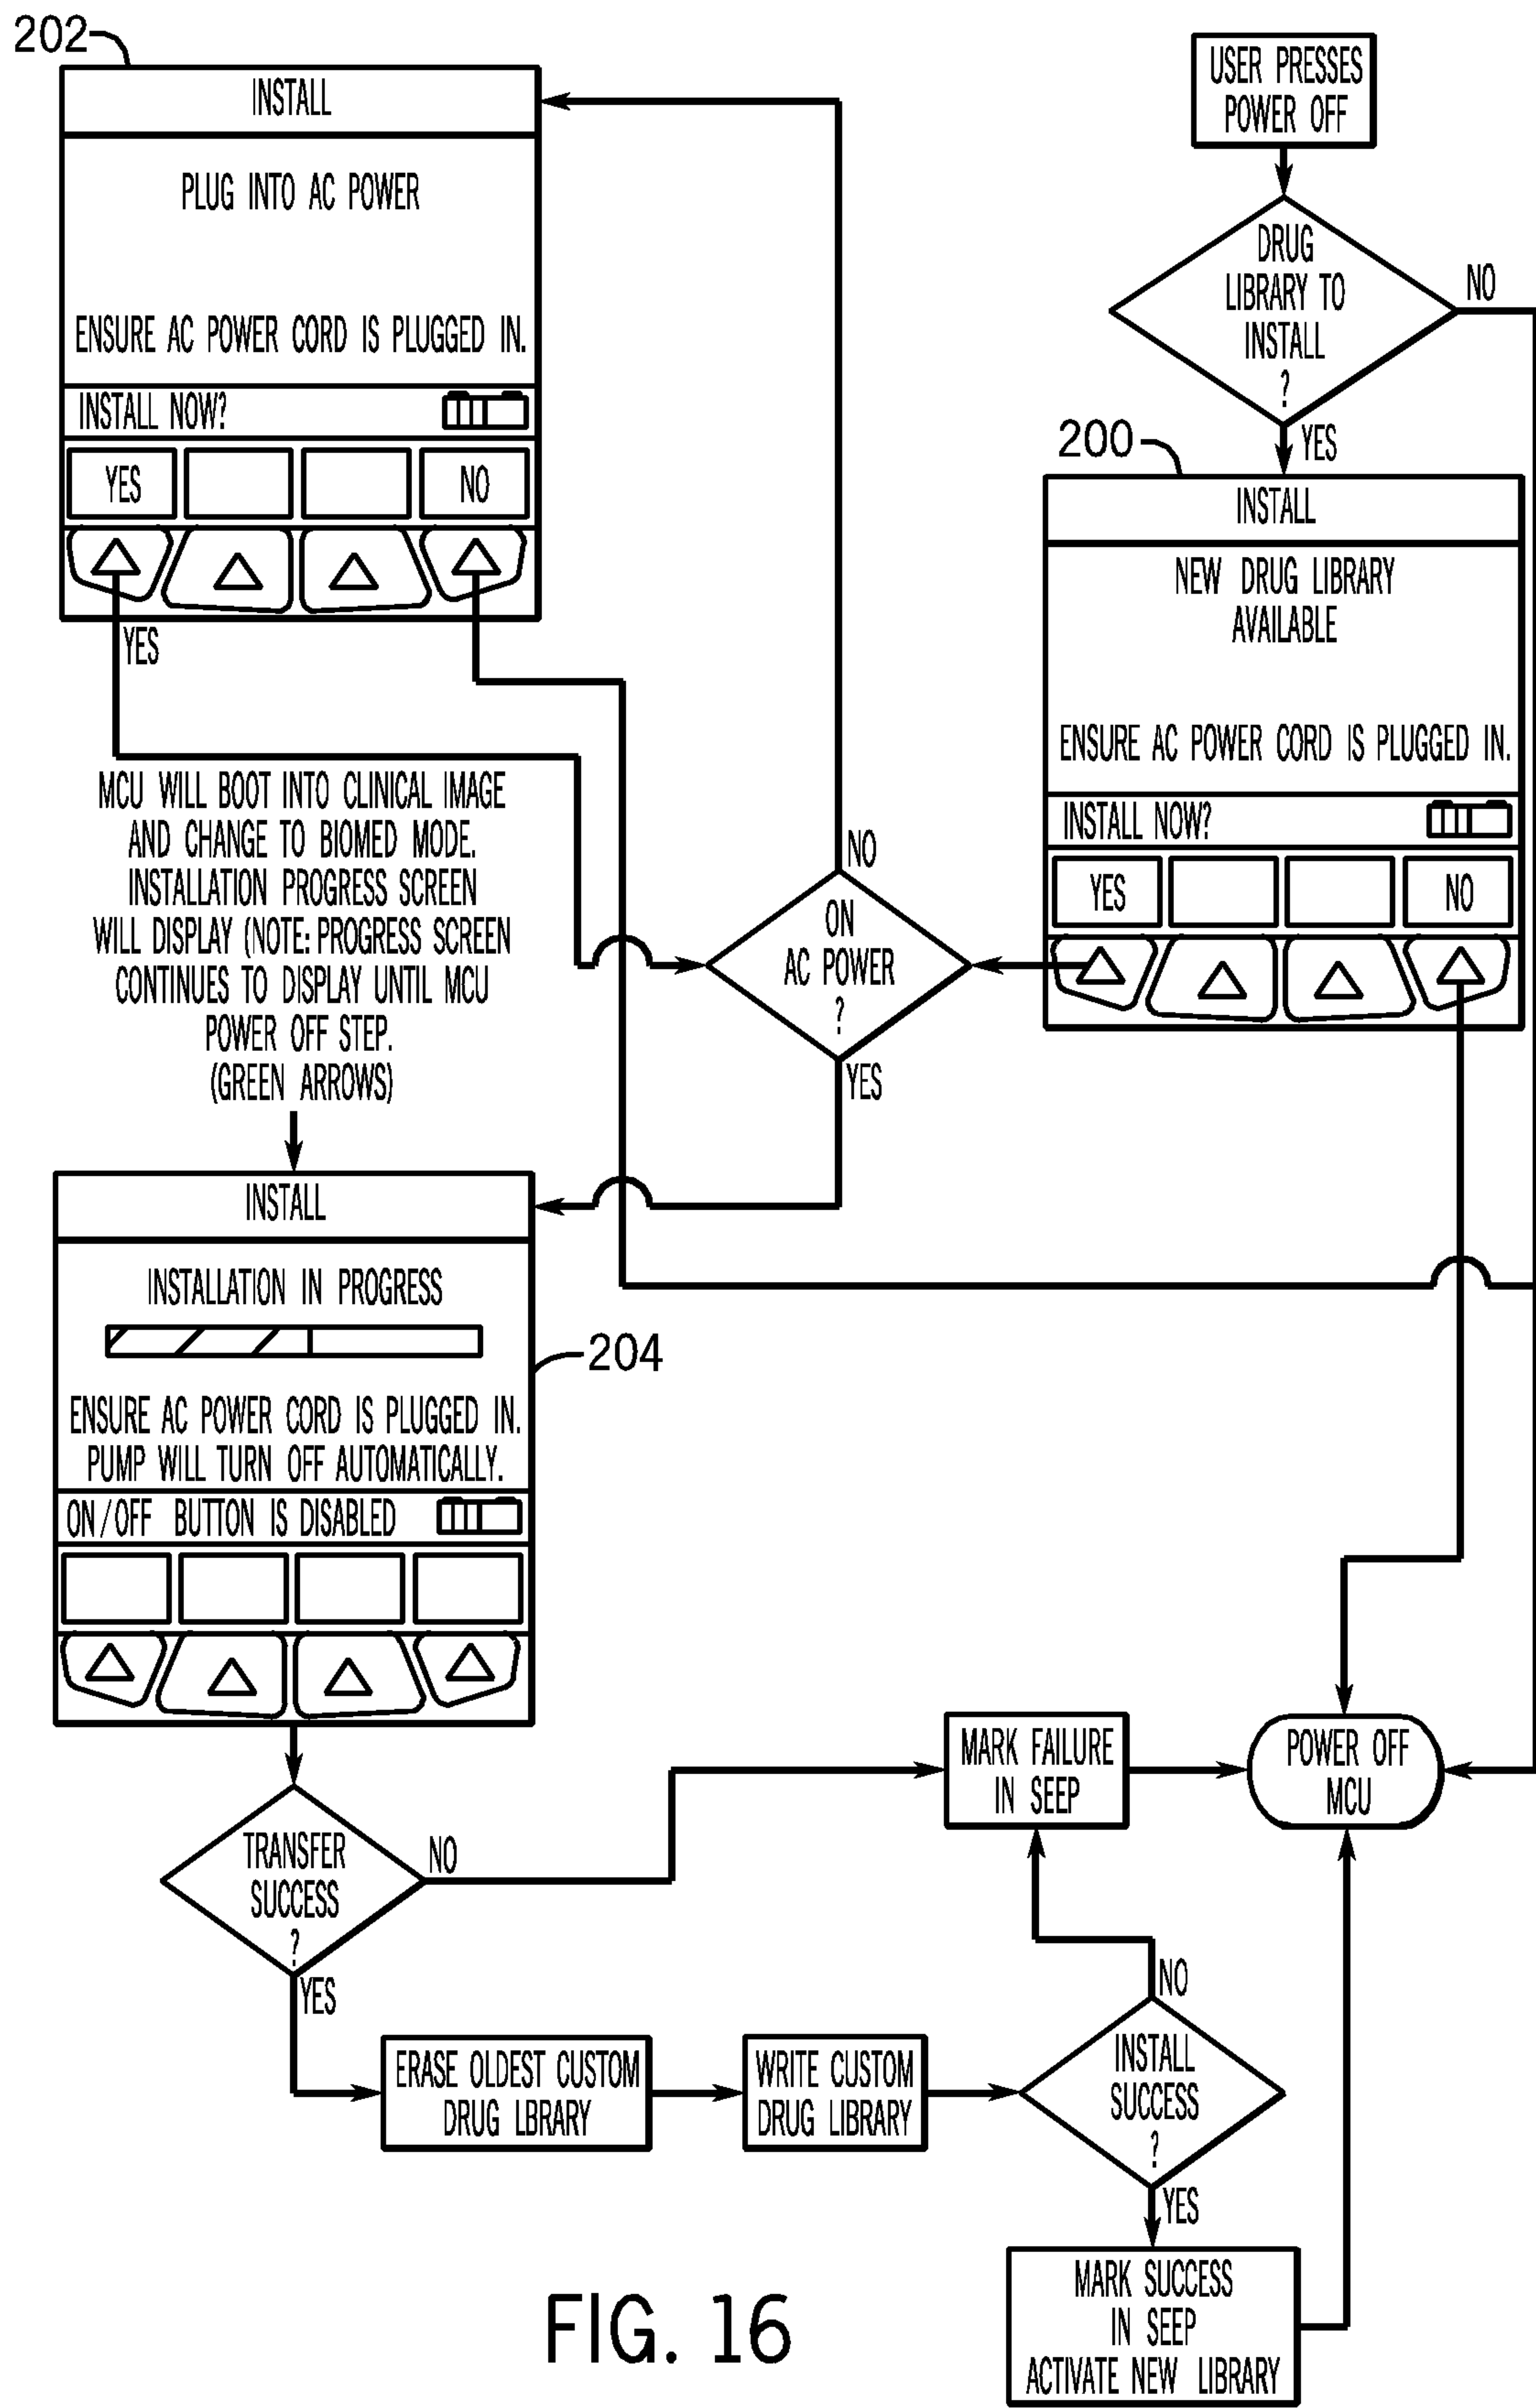 202
INSTALL
PLUG INTO AC POWER
ENSURE AC POWER CORD IS PLUGGED IN.
INSTALL NOW?
YES
NO
YES
USER PRESSES
POWER OFF
DRUG
LIBRARY TO
INSTALL
?
NO
YES
200
INSTALL
NEW DRUG LIBRARY
AVAILABLE
ENSURE AC POWER CORD IS PLUGGED IN.
INSTALL NOW?
YES
NO
MCU WILL BOOT INTO CLINICAL IMAGE
AND CHANGE TO BIOMED MODE.
INSTALLATION PROGRESS SCREEN
WILL DISPLAY (NOTE: PROGRESS SCREEN
CONTINUES TO DISPLAY UNTIL MCU
POWER OFF STEP.
(GREEN ARROWS)
NO
ON
AC POWER
?
YES
INSTALL
INSTALLATION IN PROGRESS
204
ENSURE AC POWER CORD IS PLUGGED IN.
PUMP WILL TURN OFF AUTOMATICALLY.
ON/OFF BUTTON IS DISABLED
MARK FAILURE
IN SEEP
POWER OFF
MCU
TRANSFER
SUCCESS
?
NO
YES
ERASE OLDEST CUSTOM
DRUG LBRARY
WRITE CUSTOM
DRUG LIBRARY
NO
INSTALL
SUCCESS
?
YES
MARK SUCCESS
IN SEEP
ACTIVATE NEW LIBRARY
FIG. 16